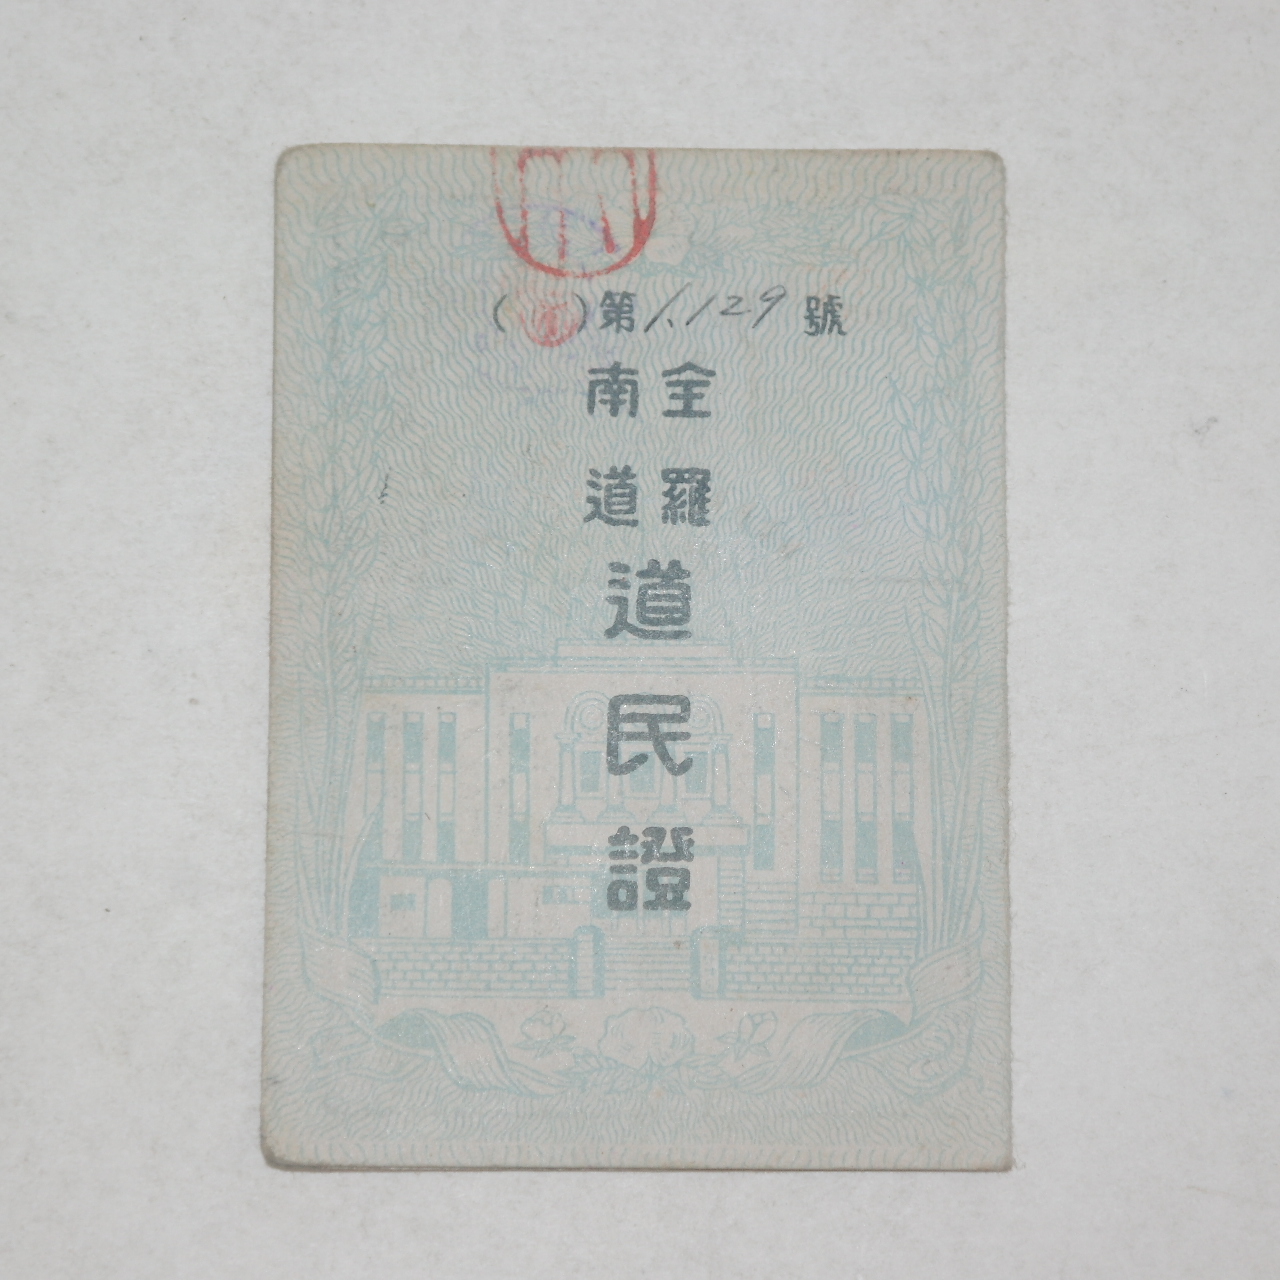 ( )第1.129號
全羅
南道
道民證